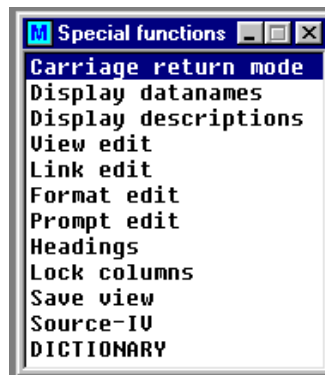 M Special functions
Carriage return mode
Display datanames
Display descriptions
View edit
Link edit
Format edit
Prompt edit
Headings
Lock columns
Save view
Source-IV
DICTIONARY